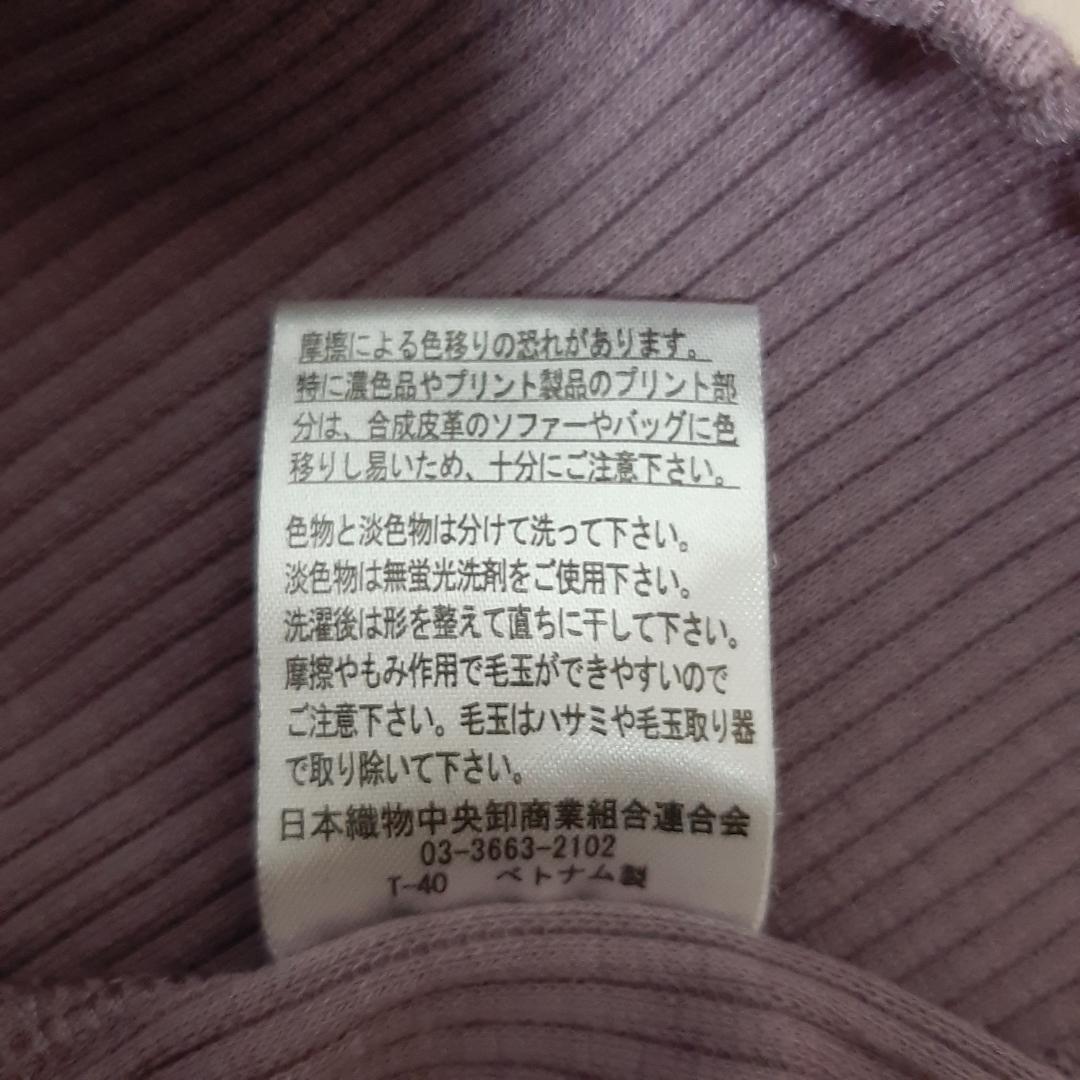 摩擦による色移りの恐れがあります。
特に濃色品やプリント製品のプリント部
分は、合成皮革のソファーやバッグに色
移りし易いため、十分にご注意下さい。
色物と淡色物は分けて洗って下さい。
淡色物は無蛍光洗剤をご使用下さい。
洗濯後は形を整えて直ちに干して下さい。
摩擦やもみ作用で毛玉ができやすいので
ご注意下さい。毛玉はハサミや毛玉取り器
で取り除いて下さい。
日本織物中央卸商業組合連合会
03-3663-2102
T-40 ベトナム製